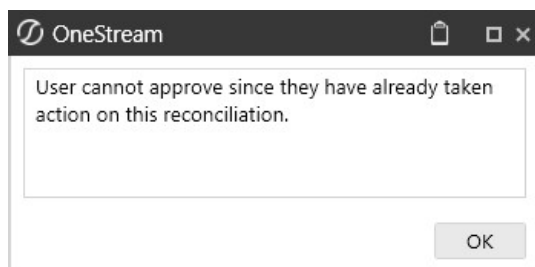 OneStream
User cannot approve since they have already taken
action on this reconciliation.
OK